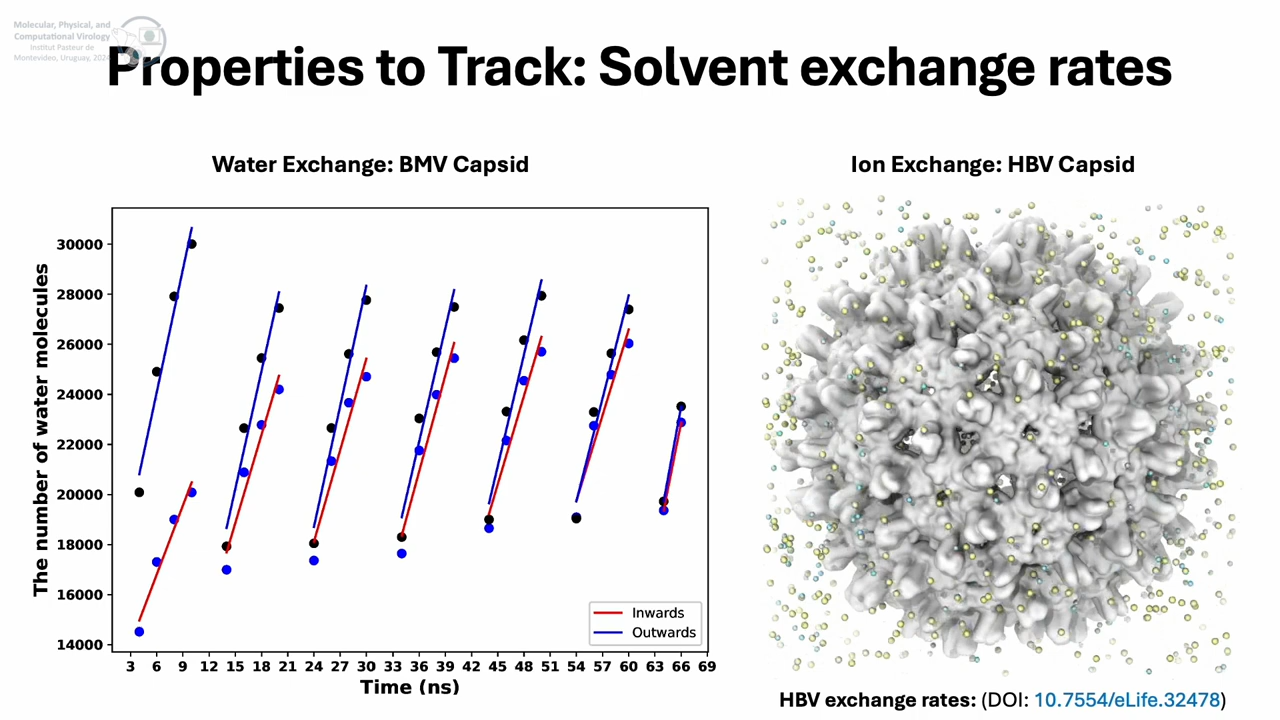 Molecular, Physical, and
Computational Virology
Institut Pasteur de
Montevideo, Uruguay, 2024
Properties to Track: Solvent exchange rates
Water Exchange: BMV Capsid
Ion Exchange: HBV Capsid
The number of water molecules
30000
28000
26000
24000
22000
20000
18000
16000
14000
Inwards
Outwards
3 6 9 12 15 18 21 24 27 30 33 36 39 42 45 48 51 54 57 60 63 66 69
Time (ns)
HBV exchange rates: (DOI: 10.7554/eLife.32478)